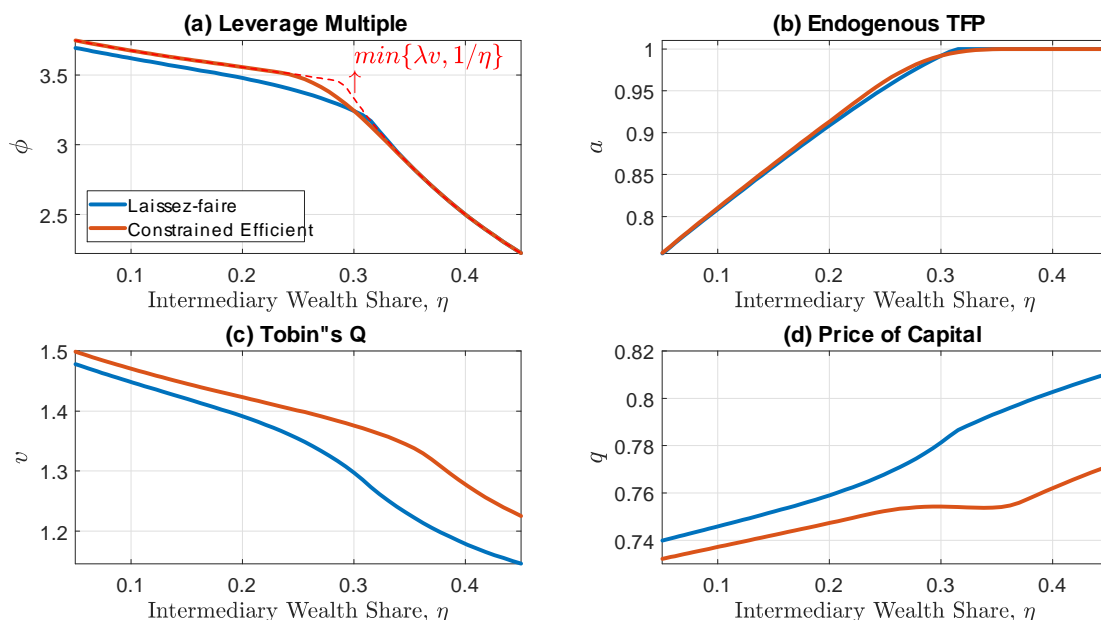 (a) Leverage Multiple
(b) Endogenous TFP
min{λv, 1/η}
3.5
3
2.5
ϕ
Laissez-faire
Constrained Efficient
0.1 0.2 0.3 0.4
Intermediary Wealth Share, η
1
0.95
0.9
0.85
0.8
a
0.1 0.2 0.3 0.4
Intermediary Wealth Share, η
(c) Tobin"s Q
(d) Price of Capital
1.5
1.4
1.3
1.2
v
0.1 0.2 0.3 0.4
Intermediary Wealth Share, η
0.82
0.8
0.78
0.76
0.74
q
0.1 0.2 0.3 0.4
Intermediary Wealth Share, η